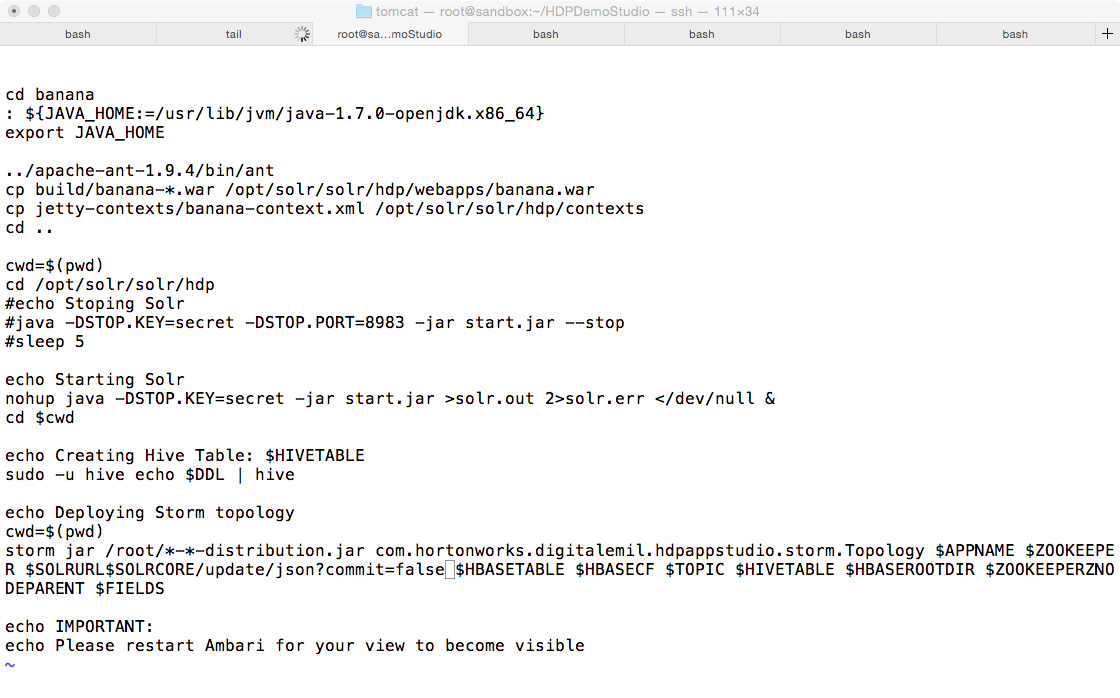 tomcat — root@sandbox:~/HDPDemoStudio — ssh — 111×34
bash
tail
root@sa...moStudio
bash
bash
bash
bash
+
cd banana
: ${JAVA_HOME:=/usr/lib/jvm/java-1.7.0-openjdk.x86_64}
export JAVA_HOME
../apache-ant-1.9.4/bin/ant
cp build/banana-*.war /opt/solr/solr/hdp/webapps/banana.war
cp jetty-contexts/banana-context.xml /opt/solr/solr/hdp/contexts
cd ..
cwd=$(pwd)
cd /opt/solr/solr/hdp
#echo Stoping Solr
#java -DSTOP.KEY=secret -DSTOP.PORT=8983 -jar start.jar --stop
#sleep 5
echo Starting Solr
nohup java -DSTOP.KEY=secret -jar start.jar >solr.out 2>solr.err </dev/null &
cd $cwd
echo Creating Hive Table: $HIVETABLE
sudo -u hive echo $DDL | hive
echo Deploying Storm topology
cwd=$(pwd)
storm jar /root/*-*-distribution.jar com.hortonworks.digitalemil.hdpappstudio.storm.Topology $APPNAME $ZOOKEEPE
R $SOLRURL$SOLRCORE/update/json?commit=false $HBASETABLE $HBASECF $TOPIC $HIVETABLE $HBASEROOTDIR $ZOOKEEPERZNO
DEPARENT $FIELDS
echo IMPORTANT:
echo Please restart Ambari for your view to become visible
~